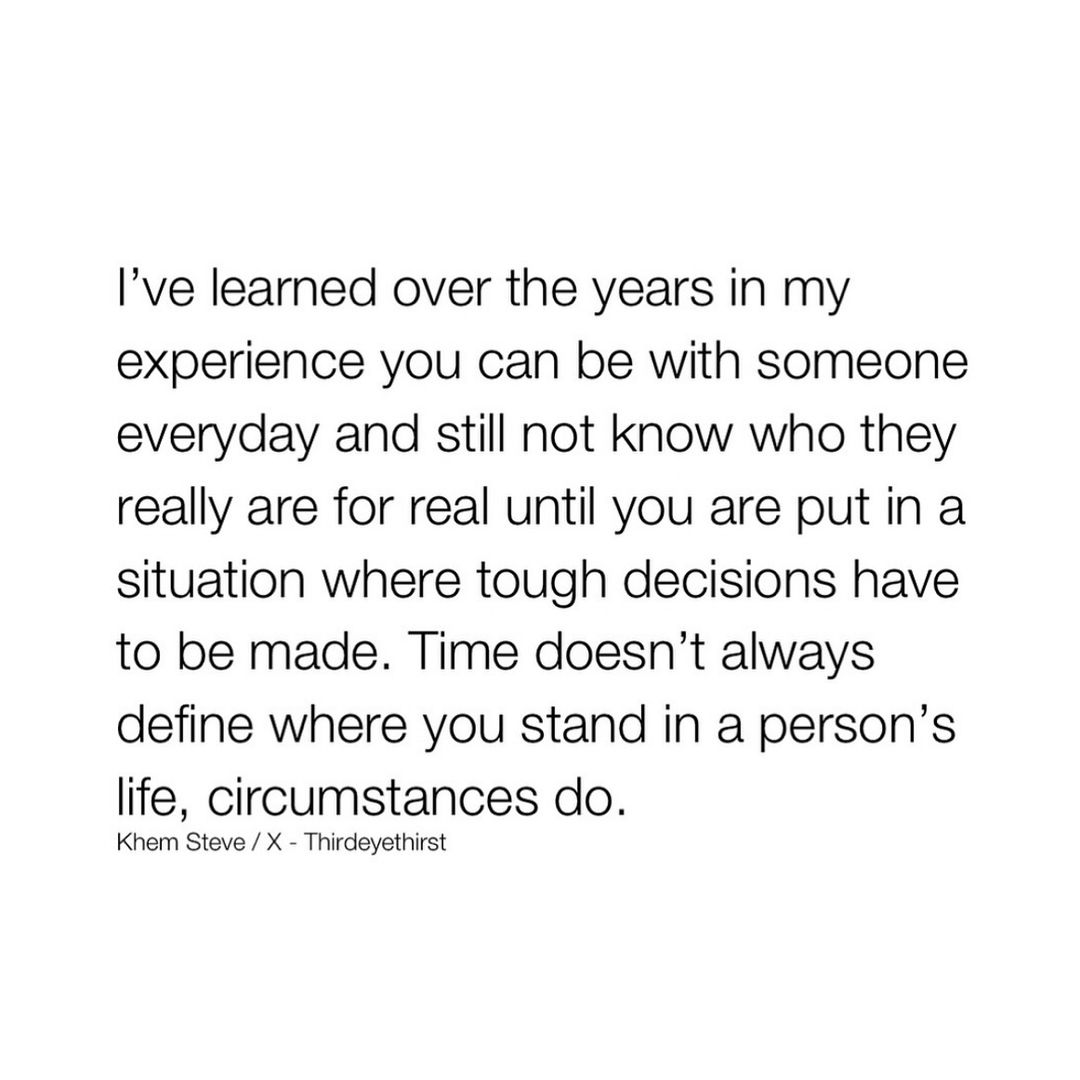 I’ve learned over the years in my
experience you can be with someone
everyday and still not know who they
really are for real until you are put in a
situation where tough decisions have
to be made. Time doesn’t always
define where you stand in a person’s
life, circumstances do.
Khem Steve / X - Thirdeyethirst